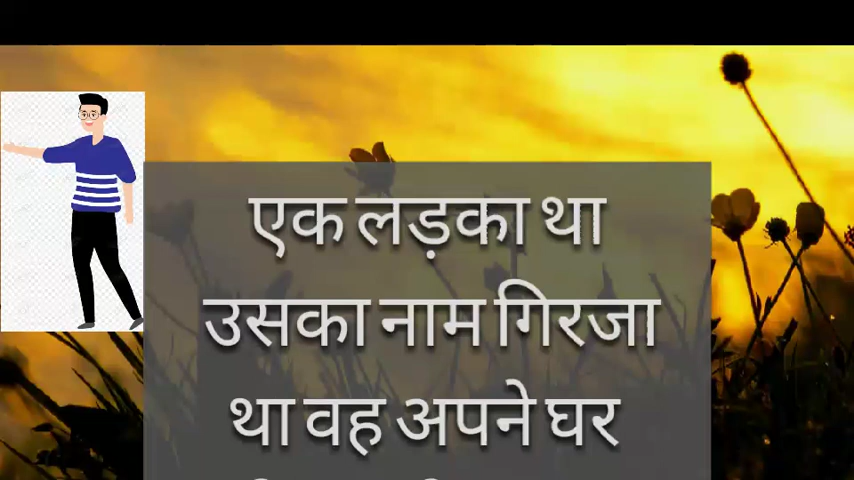 एक लड़का था
उसका नाम गिरजा
था वह अपने घर